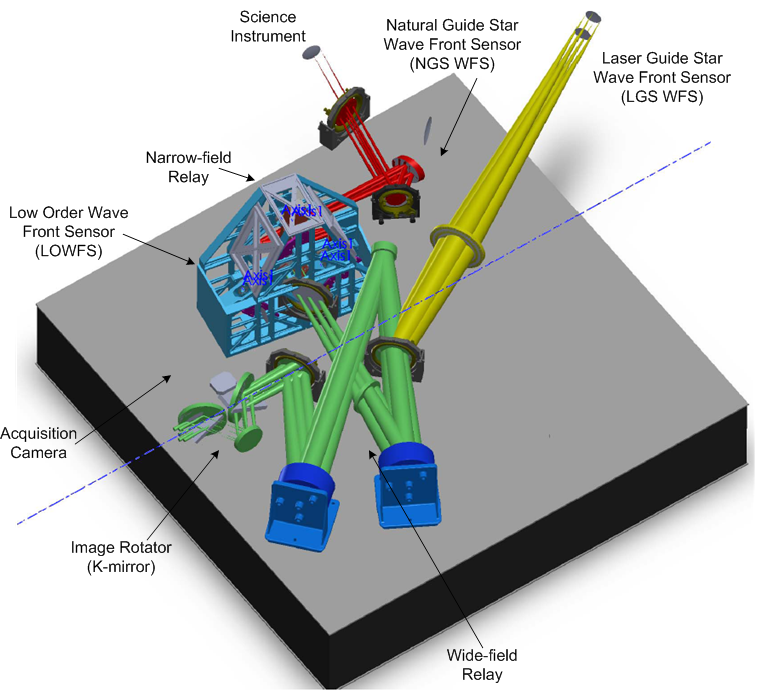 Science
Instrument
Natural Guide Star
Wave Front Sensor
(NGS WFS)
Laser Guide Star
Wave Front Sensor
(LGS WFS)
Narrow-field
Relay
Low Order Wave
Front Sensor
(LOWFS)
Axis1
Axis1
Axis1
Axis1
Axis1
Axis1
Acquisition
Camera
Image Rotator
(K-mirror)
Wide-field
Relay